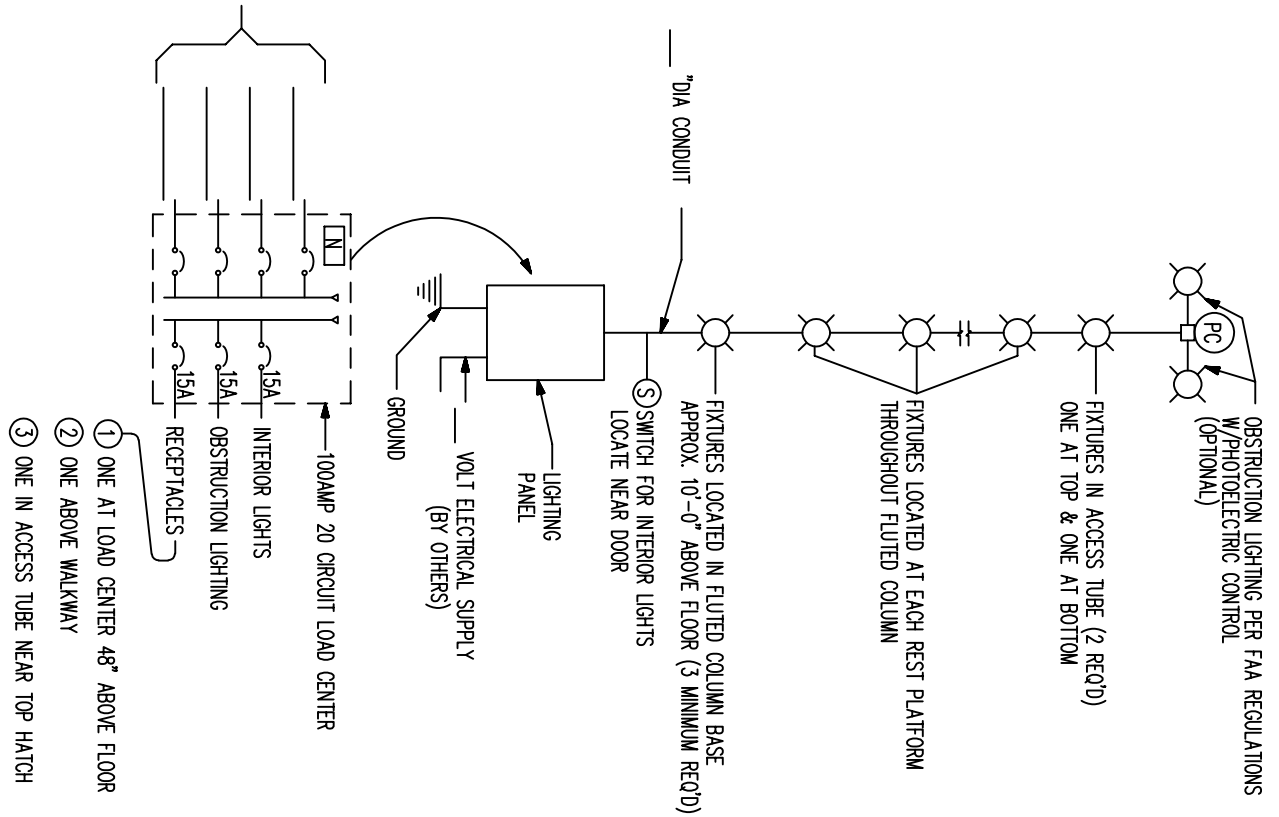 OBSTRUCTION LIGHTING PER FAA REGULATIONS
W/PHOTOELECTRIC CONTROL
(OPTIONAL)
PC
FIXTURES IN ACCESS TUBE (2 REQ'D)
ONE AT TOP & ONE AT BOTTOM
FIXTURES LOCATED AT EACH REST PLATFORM
THROUGHOUT FLUTED COLUMN
FIXTURES LOCATED IN FLUTED COLUMN BASE
APPROX. 10'-0" ABOVE FLOOR (3 MINIMUM REQ'D)
"DIA CONDUIT
S SWITCH FOR INTERIOR LIGHTS
LOCATE NEAR DOOR
LIGHTING
PANEL
VOLT ELECTRICAL SUPPLY
(BY OTHERS)
GROUND
N
100AMP 20 CIRCUIT LOAD CENTER
15A
INTERIOR LIGHTS
15A
OBSTRUCTION LIGHTING
15A
RECEPTACLES
1 ONE AT LOAD CENTER 48" ABOVE FLOOR
2 ONE ABOVE WALKWAY
3 ONE IN ACCESS TUBE NEAR TOP HATCH